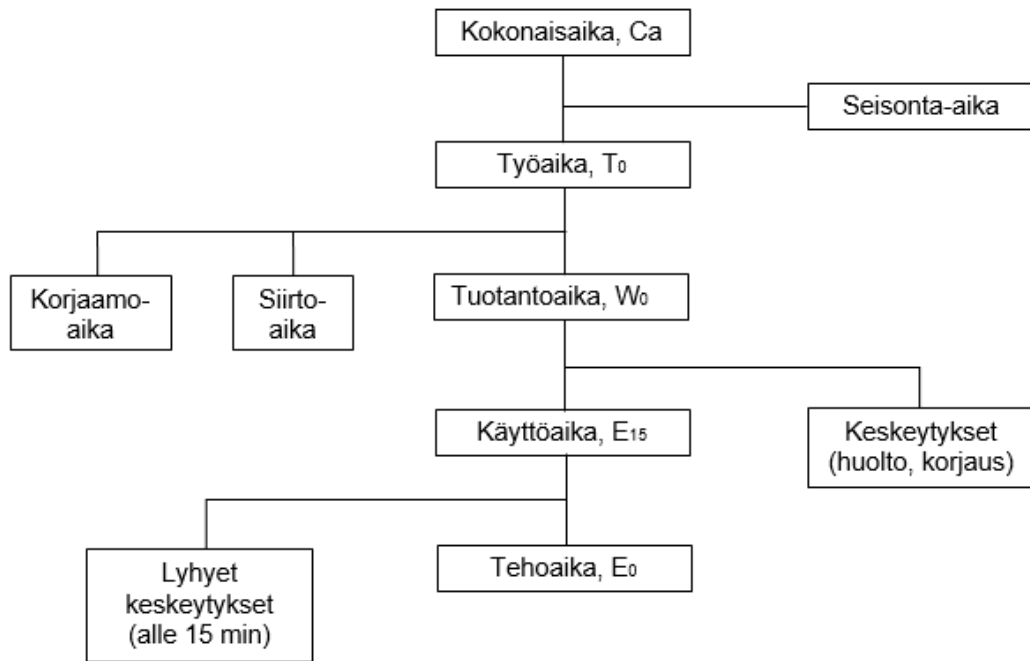 Kokonaisaika, Ca
Seisonta-aika
Työaika, T₀
Korjaamo-
aika
Siirto-
aika
Tuotantoaika, W₀
Käyttöaika, E₁₅
Keskeytykset
(huolto, korjaus)
Lyhyet
keskeytykset
(alle 15 min)
Tehoaika, E₀